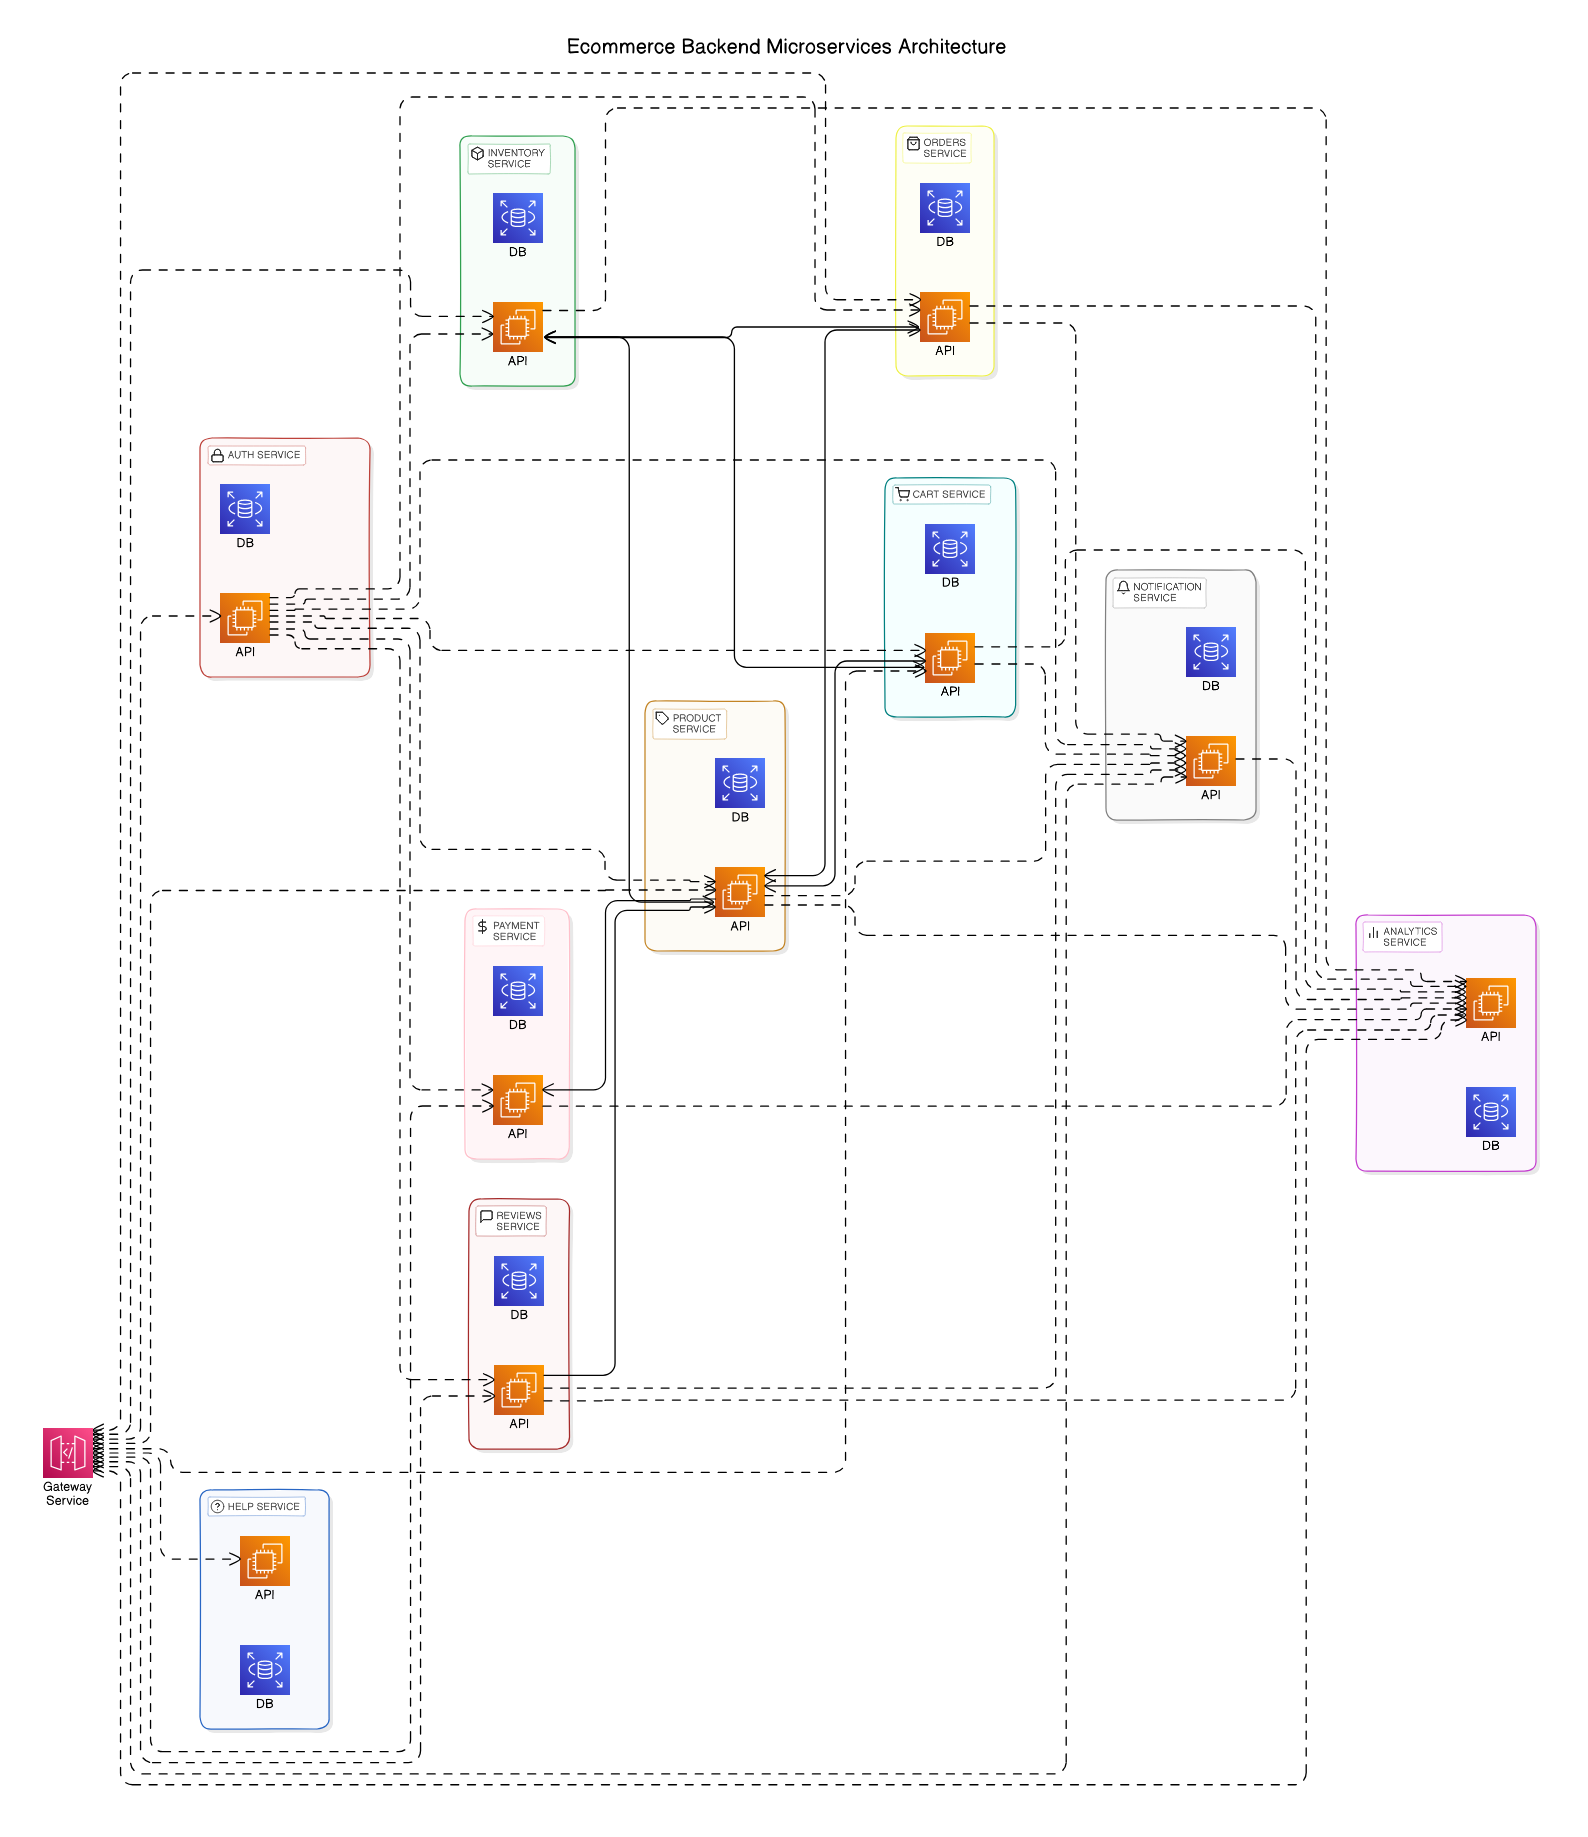 Ecommerce Backend Microservices Architecture
INVENTORY
SERVICE
DB
API
ORDERS
SERVICE
DB
API
AUTH SERVICE
DB
API
CART SERVICE
DB
API
NOTIFICATION
SERVICE
DB
API
PRODUCT
SERVICE
DB
API
PAYMENT
SERVICE
DB
API
ANALYTICS
SERVICE
API
DB
REVIEWS
SERVICE
DB
API
Gateway
Service
HELP SERVICE
API
DB